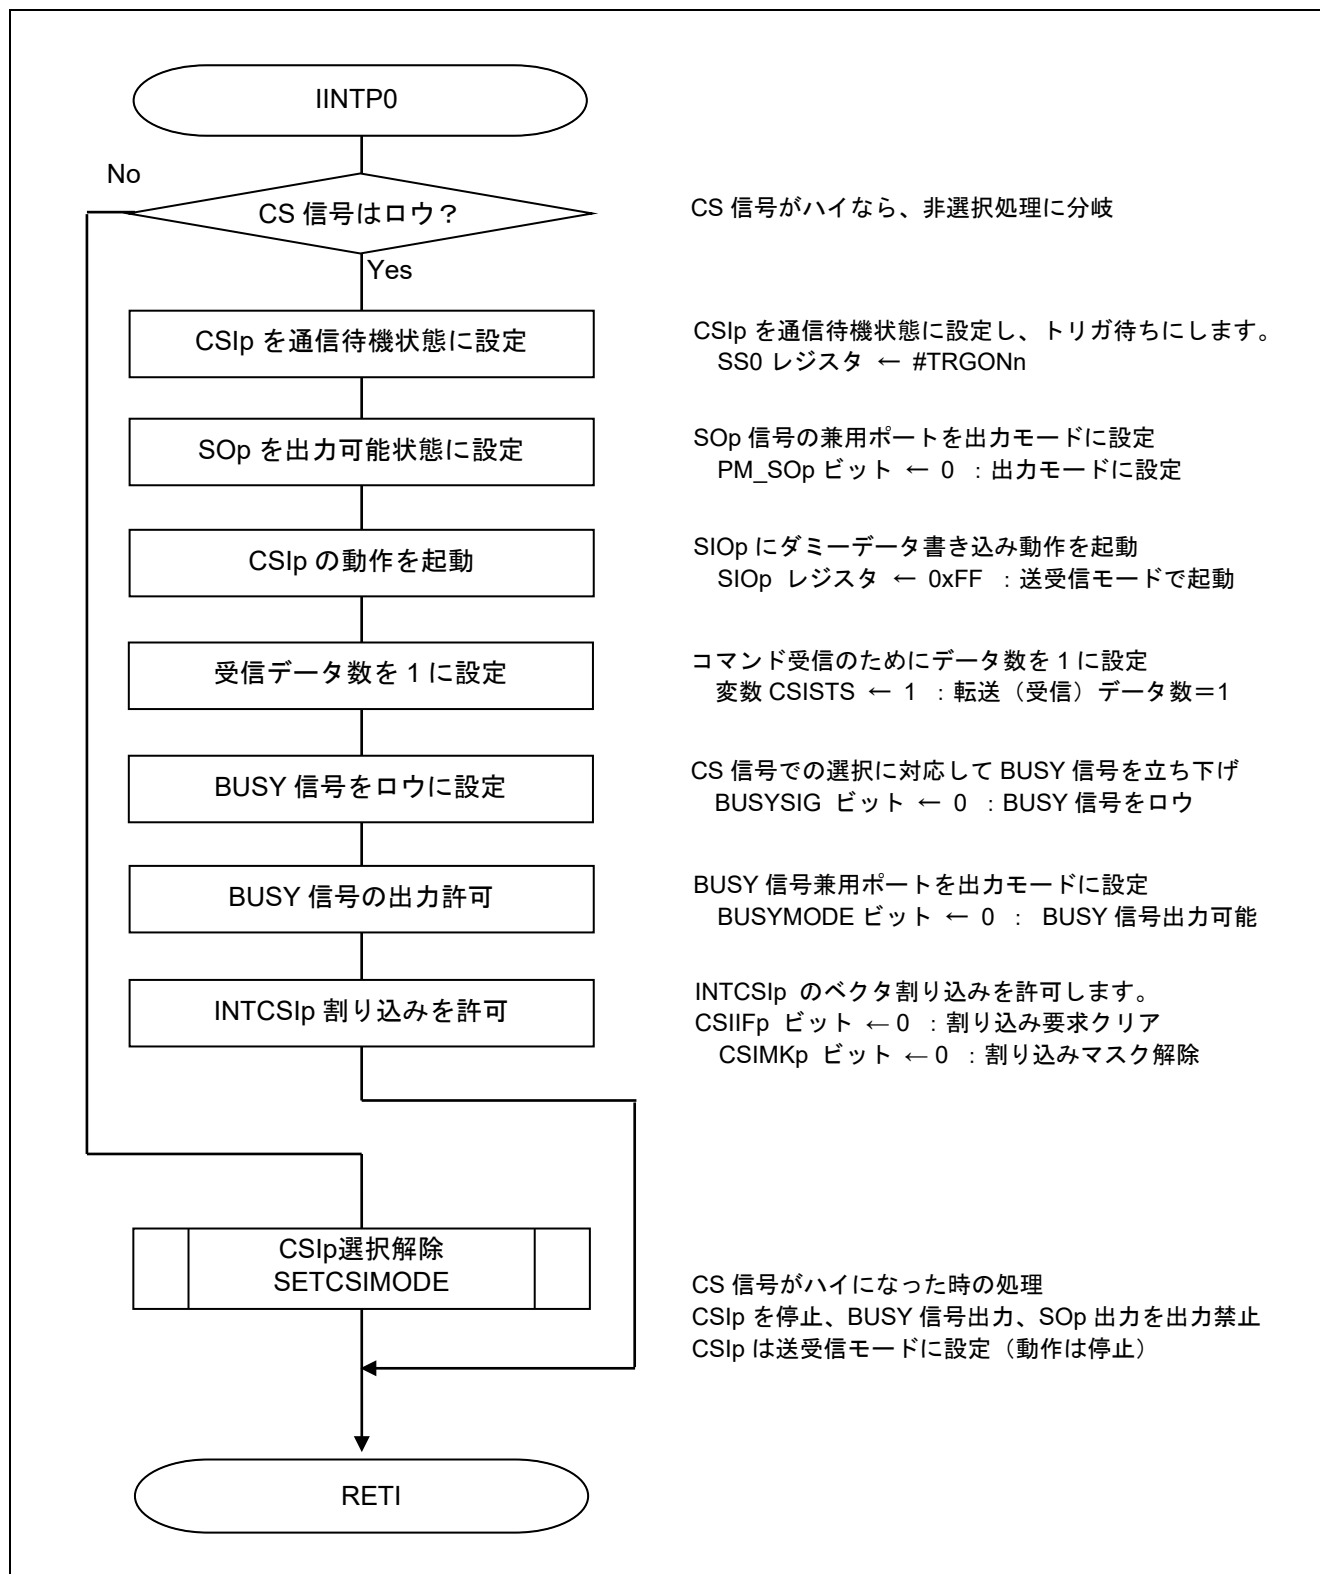 IINTP0
No
CS 信号はロウ？
CS 信号がハイなら、非選択処理に分岐
Yes
CSIp を通信待機状態に設定
CSIp を通信待機状態に設定し、トリガ待ちにします。
SS0 レジスタ ← #TRGONn
SOp を出力可能状態に設定
SOp 信号の兼用ポートを出力モードに設定
PM_SOp ビット ← 0 ：出力モードに設定
CSIp の動作を起動
SIOp にダミーデータ書き込み動作を起動
SIOp レジスタ ← 0xFF ：送受信モードで起動
受信データ数を 1 に設定
コマンド受信のためにデータ数を 1 に設定
変数 CSISTS ← 1 ：転送（受信）データ数＝1
BUSY 信号をロウに設定
CS 信号での選択に対応して BUSY 信号を立ち下げ
BUSYSIG ビット ← 0 ：BUSY 信号をロウ
BUSY 信号の出力許可
BUSY 信号兼用ポートを出力モードに設定
BUSYMODE ビット ← 0 ： BUSY 信号出力可能
INTCSIp 割り込みを許可
INTCSIp のベクタ割り込みを許可します。
CSIIFp ビット ← 0 ：割り込み要求クリア
CSIMKp ビット ← 0 ：割り込みマスク解除
CSIp選択解除
SETCSIMODE
CS 信号がハイになった時の処理
CSIp を停止、BUSY 信号出力、SOp 出力を出力禁止
CSIp は送受信モードに設定（動作は停止）
RETI